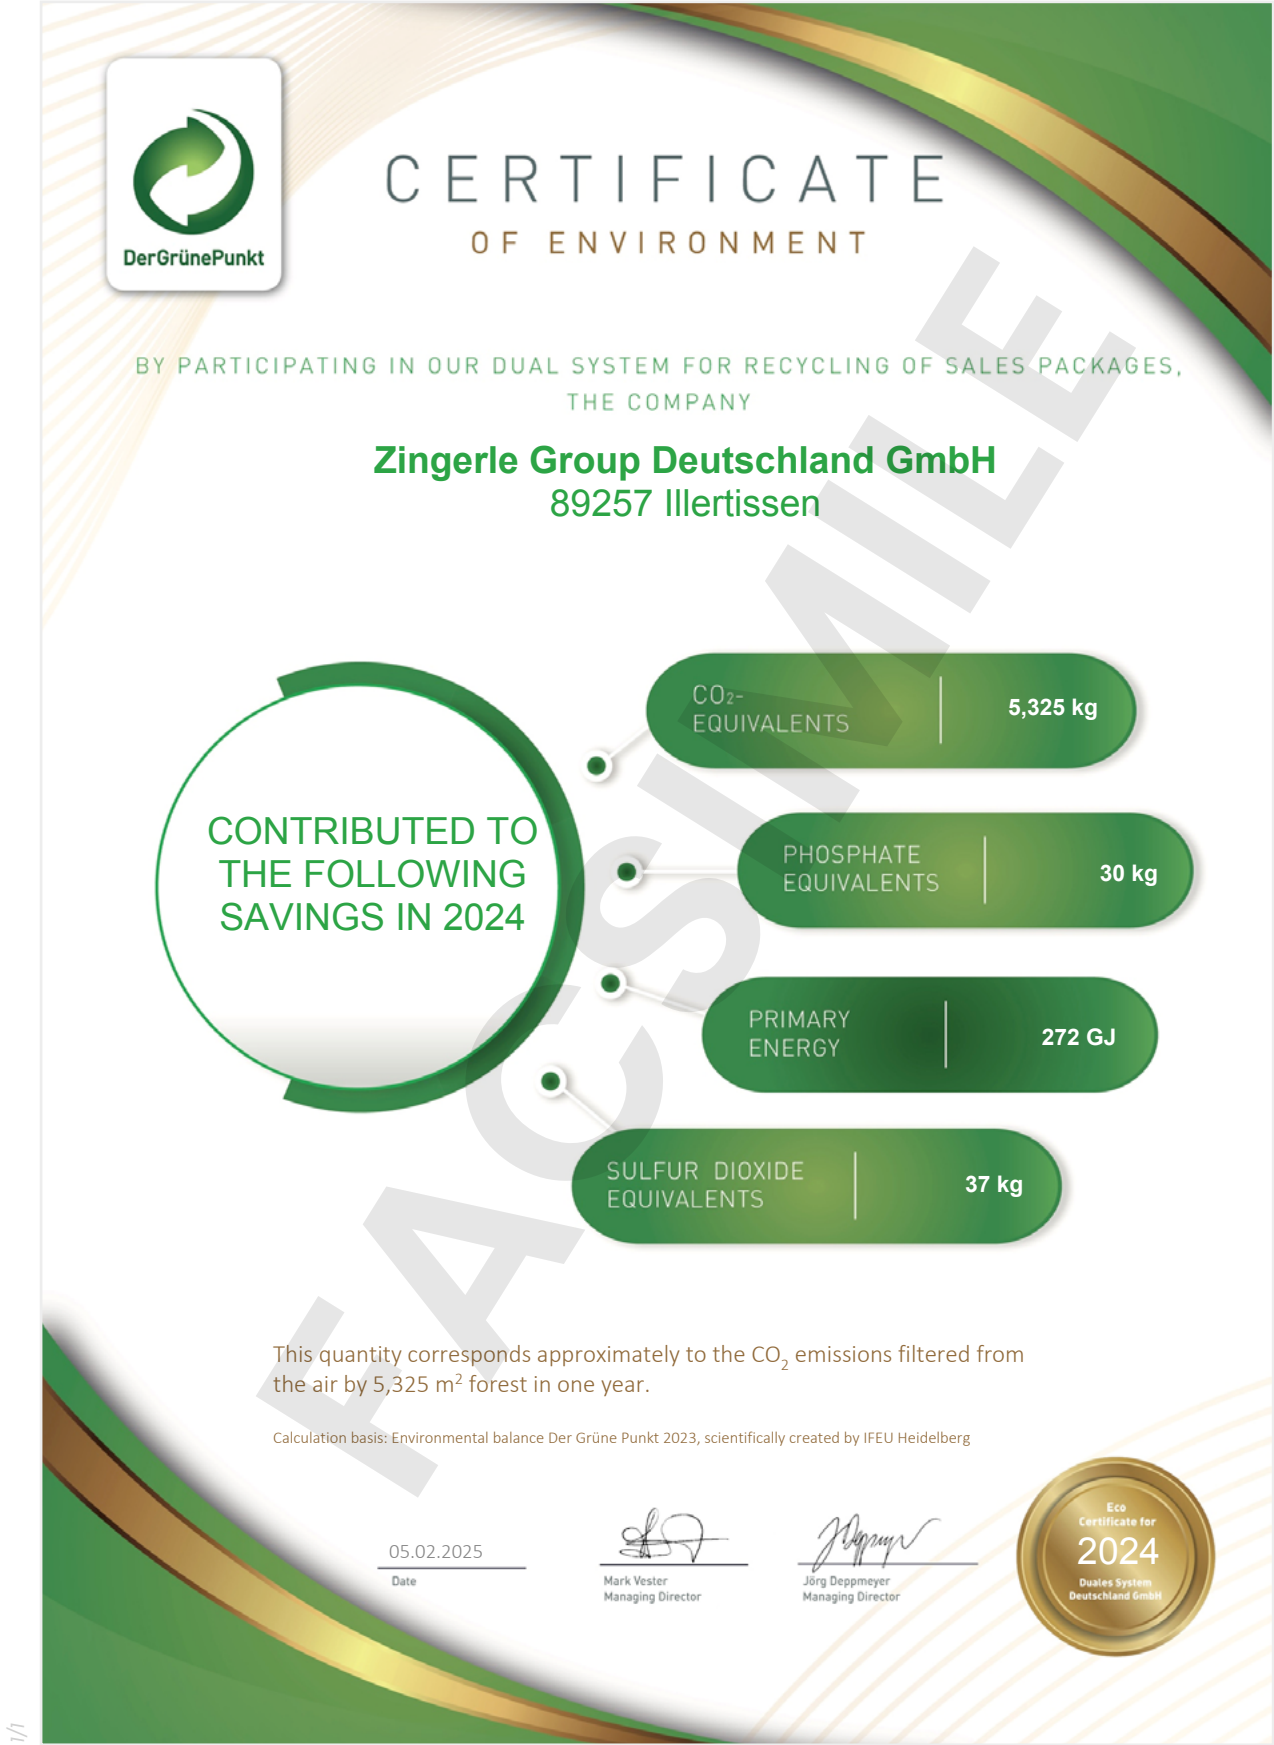 DerGrünePunkt
CERTIFICATE
OF ENVIRONMENT
BY PARTICIPATING IN OUR DUAL SYSTEM FOR RECYCLING OF SALES PACKAGES,
THE COMPANY
Zingerle Group Deutschland GmbH
89257 Illertissen
CONTRIBUTED TO
THE FOLLOWING
SAVINGS IN 2024
CO₂-
EQUIVALENTS
5,325 kg
PHOSPHATE
EQUIVALENTS
30 kg
PRIMARY
ENERGY
272 GJ
SULFUR DIOXIDE
EQUIVALENTS
37 kg
FACSIMILE
This quantity corresponds approximately to the CO₂ emissions filtered from
the air by 5,325 m² forest in one year.
Calculation basis: Environmental balance Der Grüne Punkt 2023, scientifically created by IFEU Heidelberg
05.02.2025
Date
Mark Vester
Managing Director
Jörg Deppmeyer
Managing Director
Eco
Certificate for
2024
Duales System
Deutschland GmbH
1/1